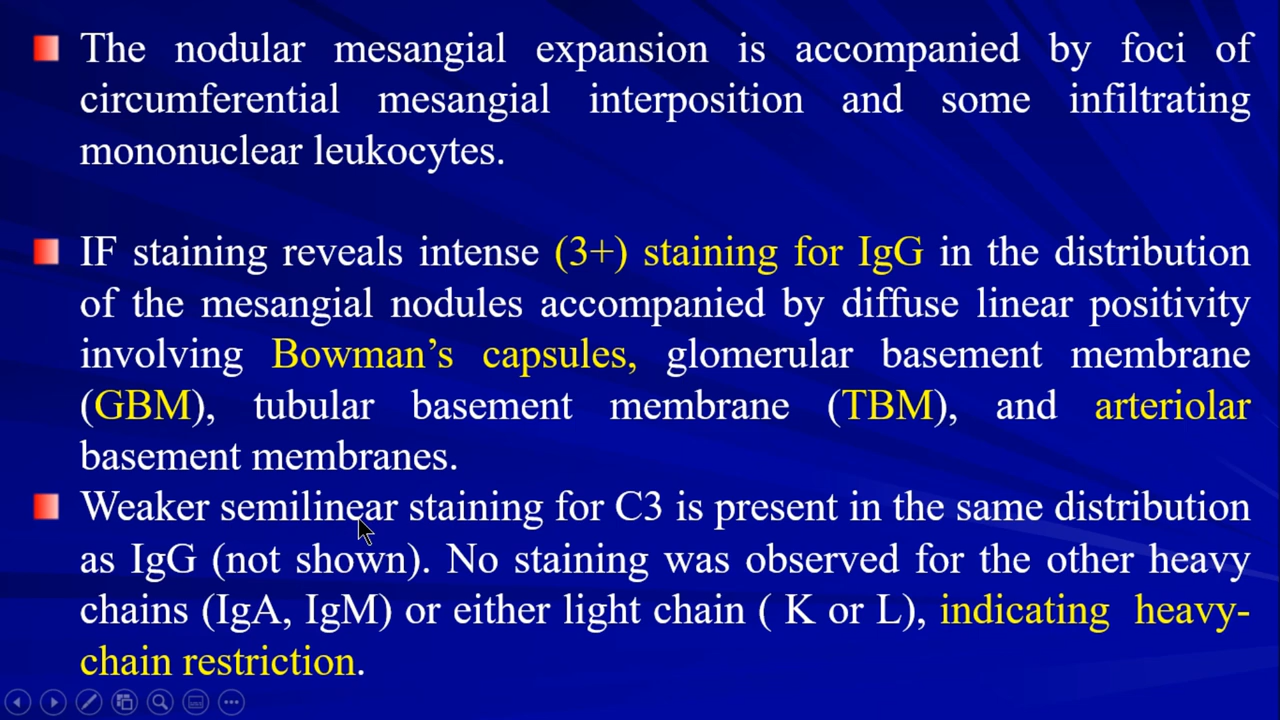 The nodular mesangial expansion is accompanied by foci of
circumferential mesangial interposition and some infiltrating
mononuclear leukocytes.
IF staining reveals intense (3+) staining for IgG in the distribution
of the mesangial nodules accompanied by diffuse linear positivity
involving Bowman’s capsules, glomerular basement membrane
(GBM), tubular basement membrane (TBM), and arteriolar
basement membranes.
Weaker semilinear staining for C3 is present in the same distribution
as IgG (not shown). No staining was observed for the other heavy
chains (IgA, IgM) or either light chain ( K or L), indicating heavy-
chain restriction.